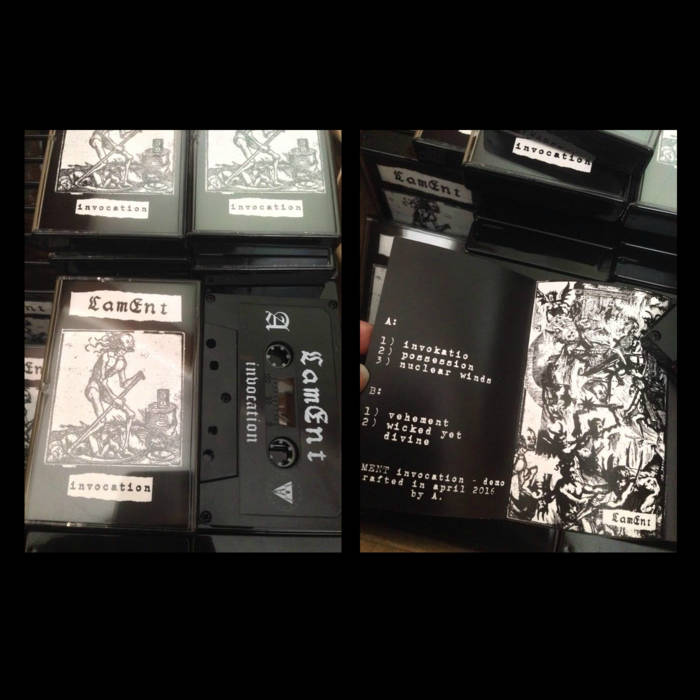 invocation
invocation
LamEnt
invocation
A
LamEnt
invocation
invocation
LamEnt
A:
1) invokatio
2) possession
3) nuclear winds
B:
1) vehement
2) wicked yet
divine
MENT invocation - demo
rafted in april 2016
by A.
LamEnt